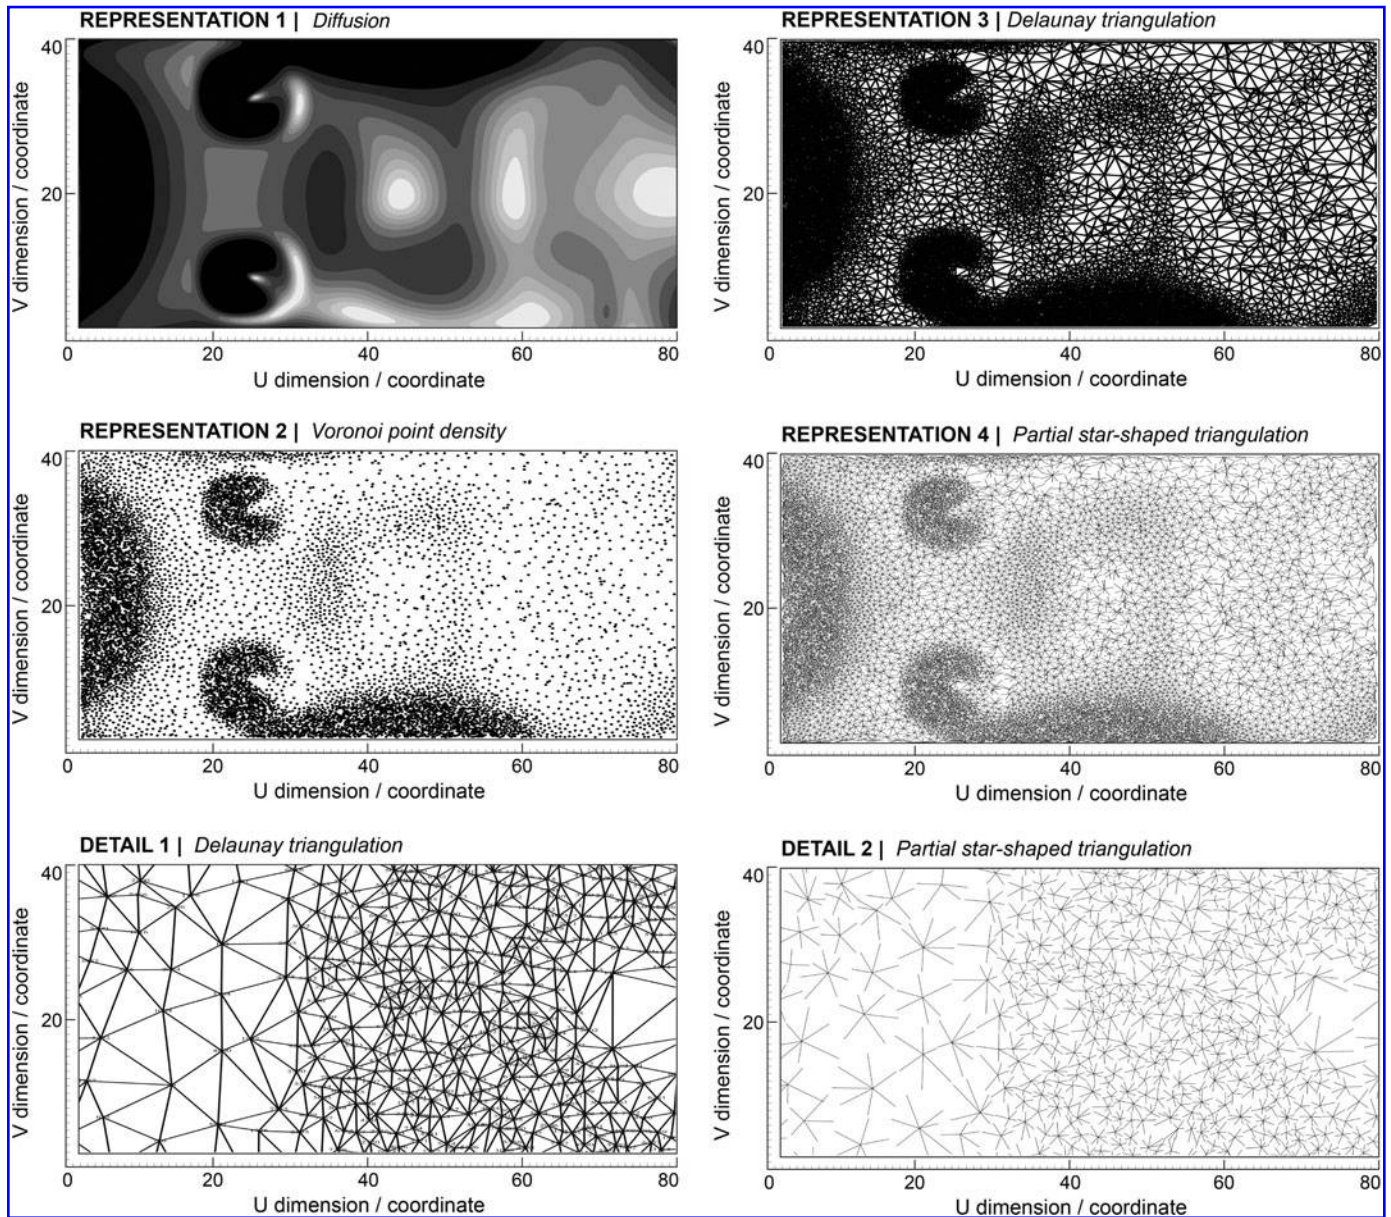 REPRESENTATION 1 | Diffusion
40
20
V dimension / coordinate
0 20 40 60 80
U dimension / coordinate
REPRESENTATION 3 | Delaunay triangulation
40
20
V dimension / coordinate
0 20 40 60 80
U dimension / coordinate
REPRESENTATION 2 | Voronoi point density
40
20
V dimension / coordinate
0 20 40 60 80
U dimension / coordinate
REPRESENTATION 4 | Partial star-shaped triangulation
40
20
V dimension / coordinate
0 20 40 60 80
U dimension / coordinate
DETAIL 1 | Delaunay triangulation
40
20
V dimension / coordinate
0 20 40 60 80
U dimension / coordinate
DETAIL 2 | Partial star-shaped triangulation
40
20
V dimension / coordinate
0 20 40 60 80
U dimension / coordinate